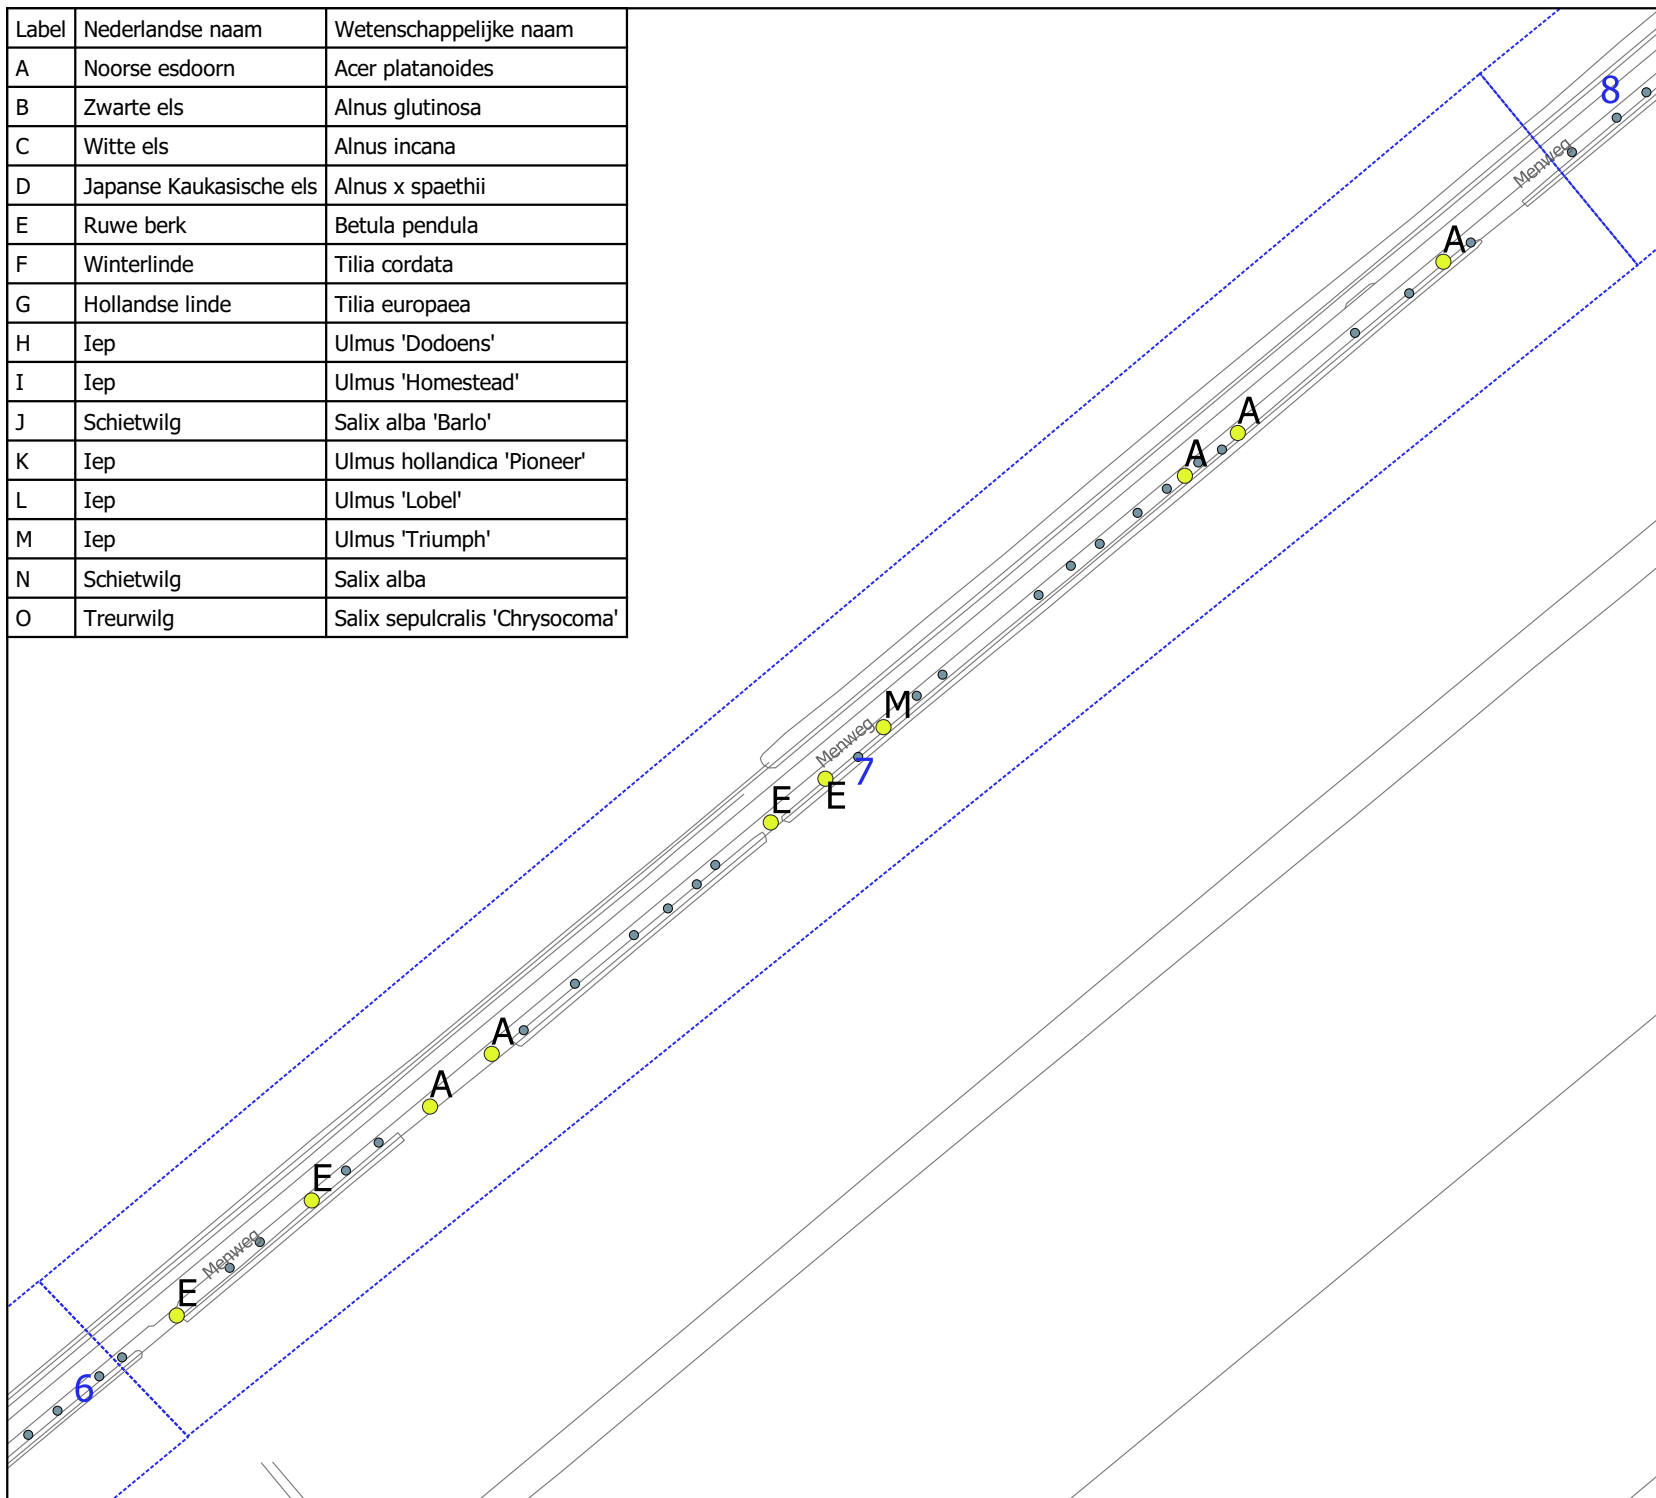 Label Nederlandse naam Wetenschappelijke naam
A Noorse esdoorn Acer platanoides
B Zwarte els Alnus glutinosa
C Witte els Alnus incana
D Japanse Kaukasische els Alnus x spaethii
E Ruwe berk Betula pendula
F Winterlinde Tilia cordata
G Hollandse linde Tilia europaea
H Iep Ulmus 'Dodoens'
I Iep Ulmus 'Homestead'
J Schietwilg Salix alba 'Barlo'
K Iep Ulmus hollandica 'Pioneer'
L Iep Ulmus 'Lobel'
M Iep Ulmus 'Triumph'
N Schietwilg Salix alba
O Treurwilg Salix sepulcralis 'Chrysocoma'
8
Menweg
A
A
A
M
Menweg
7
E
E
A
A
E
Menweg
E
6